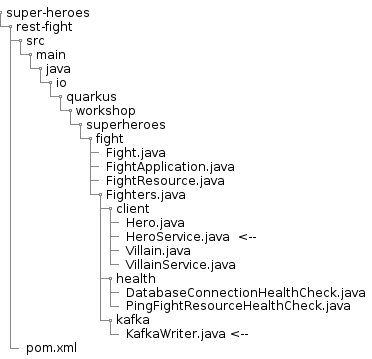 super-heroes
rest-fight
src
main
java
io
quarkus
workshop
superheroes
fight
Fight.java
FightApplication.java
FightResource.java
Fighters.java
client
Hero.java
HeroService.java <--
Villain.java
VillainService.java
health
DatabaseConnectionHealthCheck.java
PingFightResourceHealthCheck.java
kafka
KafkaWriter.java <--
pom.xml